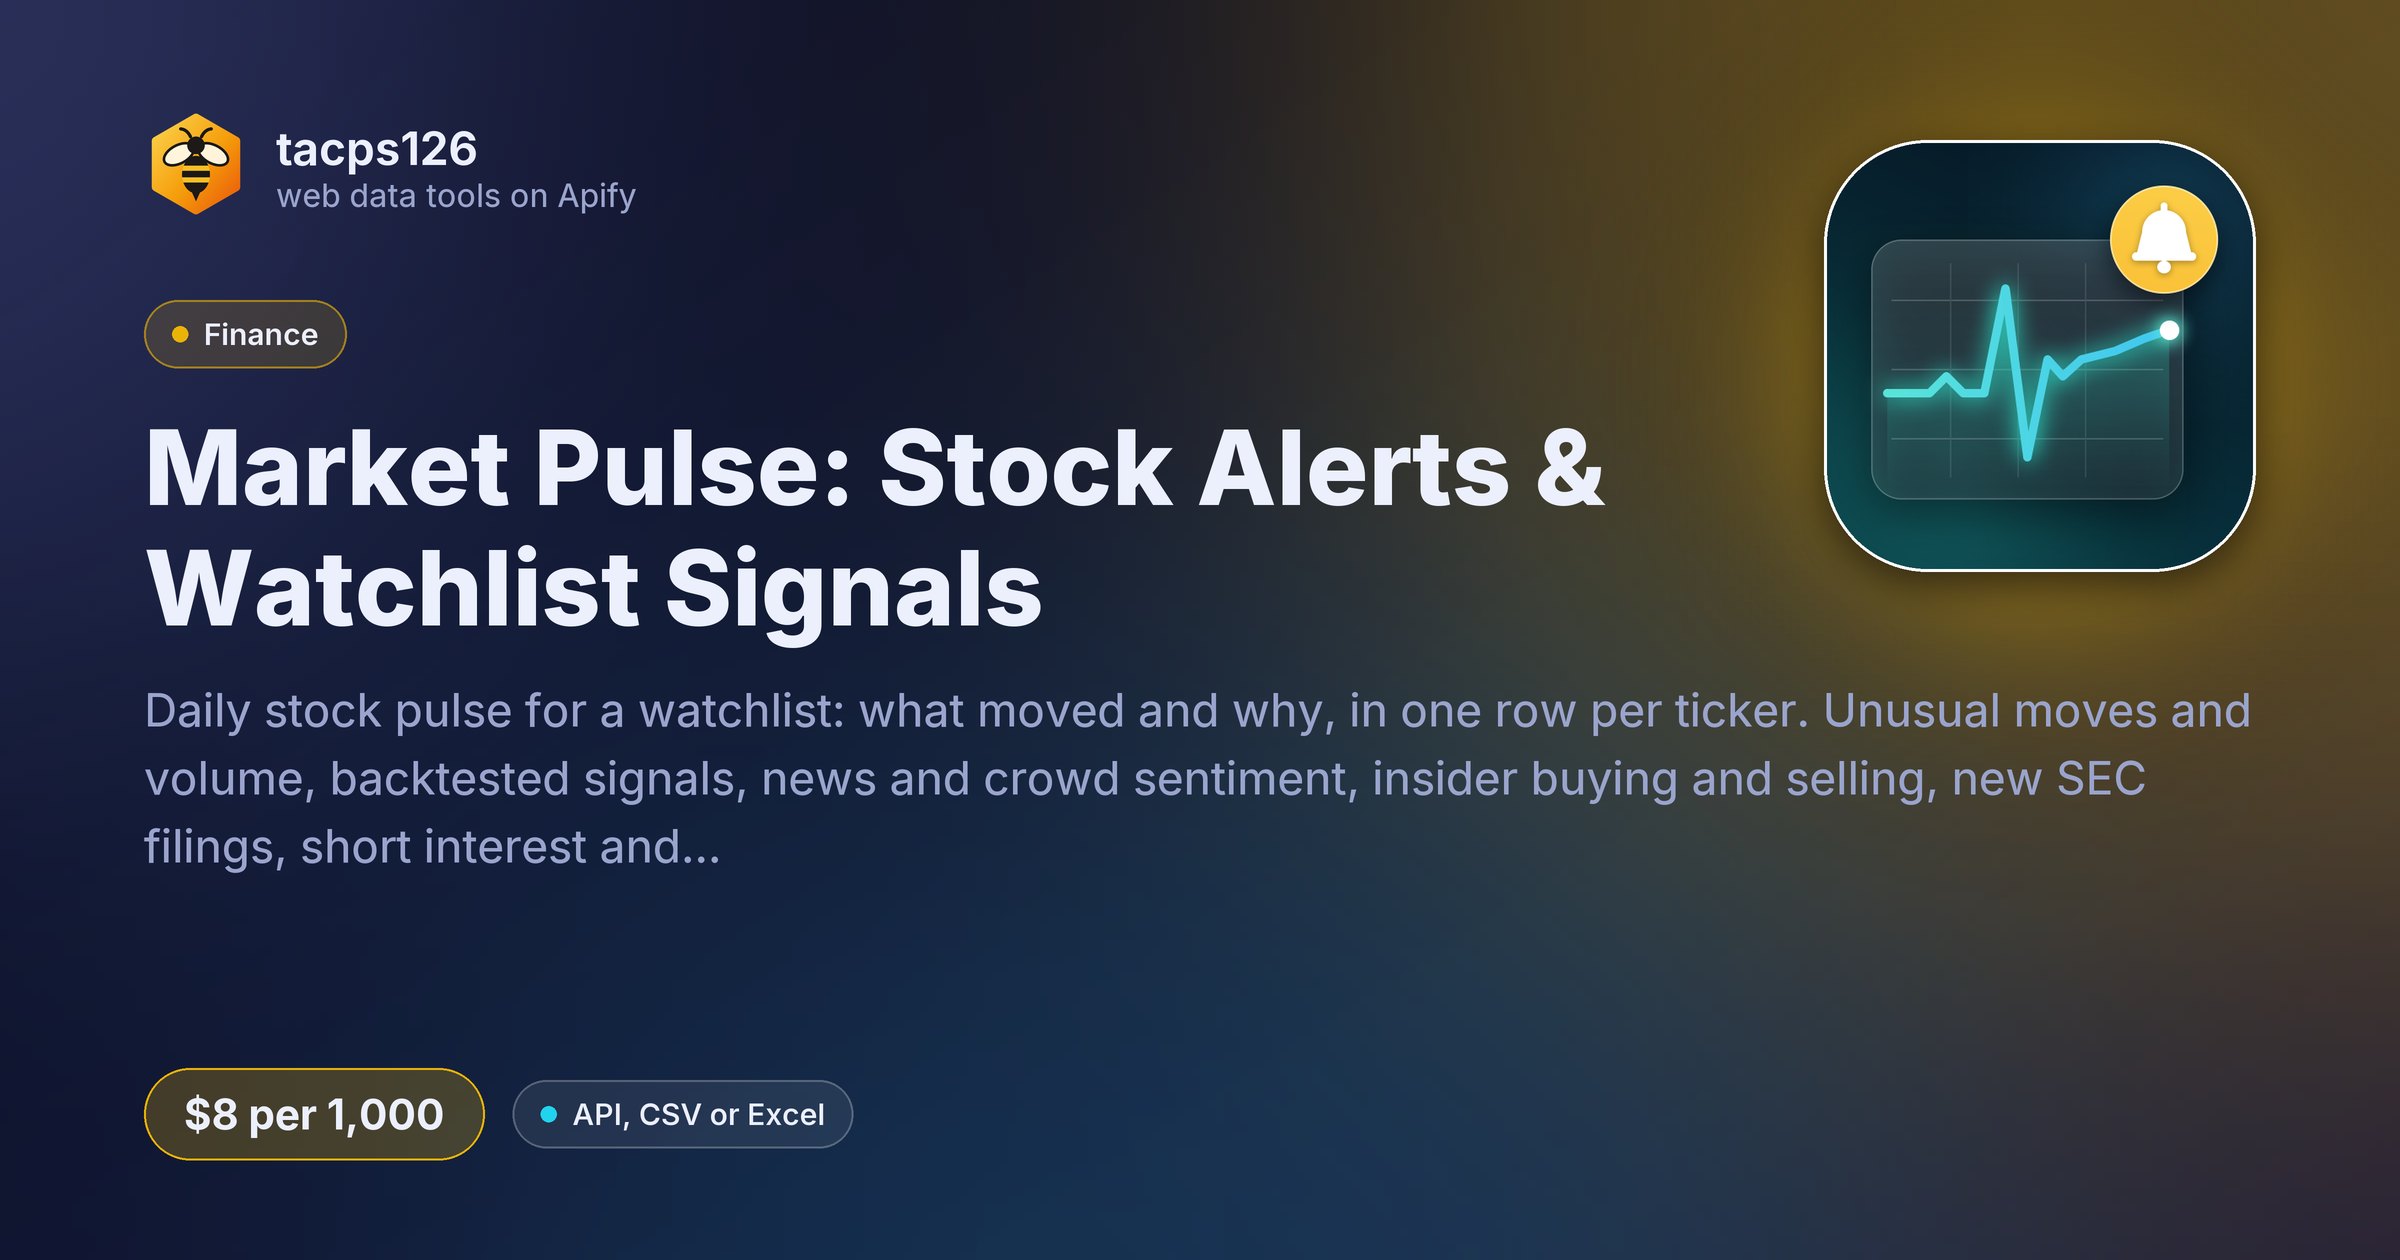 tacps126
web data tools on Apify
Finance
Market Pulse: Stock Alerts &
Watchlist Signals
Daily stock pulse for a watchlist: what moved and why, in one row per ticker. Unusual moves and
volume, backtested signals, news and crowd sentiment, insider buying and selling, new SEC
filings, short interest and...
$8 per 1,000
API, CSV or Excel